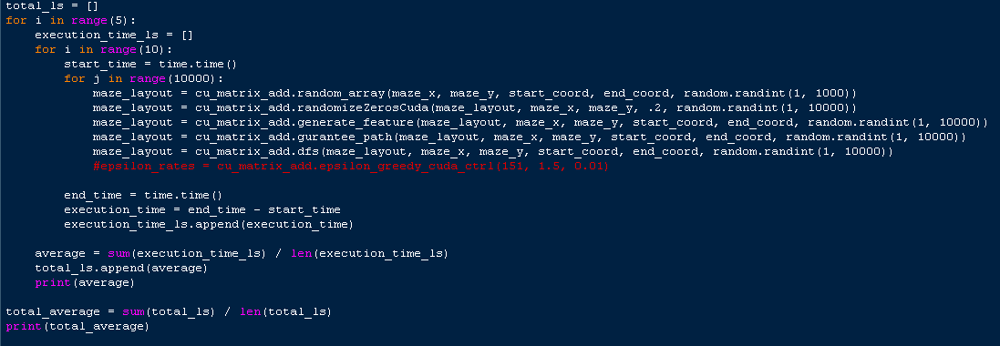 total_ls = []
for i in range(5):
    execution_time_ls = []
    for i in range(10):
        start_time = time.time()
        for j in range(10000):
            maze_layout = cu_matrix_add.random_array(maze_x, maze_y, start_coord, end_coord, random.randint(1, 1000))
            maze_layout = cu_matrix_add.randomizeZerosCuda(maze_layout, maze_x, maze_y, .2, random.randint(1, 10000))
            maze_layout = cu_matrix_add.generate_feature(maze_layout, maze_x, maze_y, start_coord, end_coord, random.randint(1, 10000))
            maze_layout = cu_matrix_add.gurantee_path(maze_layout, maze_x, maze_y, start_coord, end_coord, random.randint(1, 10000))
            maze_layout = cu_matrix_add.dfs(maze_layout, maze_x, maze_y, start_coord, end_coord, random.randint(1, 10000))
            #epsilon_rates = cu_matrix_add.epsilon_greedy_cuda_ctrl(151, 1.5, 0.01)
        end_time = time.time()
        execution_time = end_time - start_time
        execution_time_ls.append(execution_time)
    average = sum(execution_time_ls) / len(execution_time_ls)
    total_ls.append(average)
    print(average)
total_average = sum(total_ls) / len(total_ls)
print(total_average)